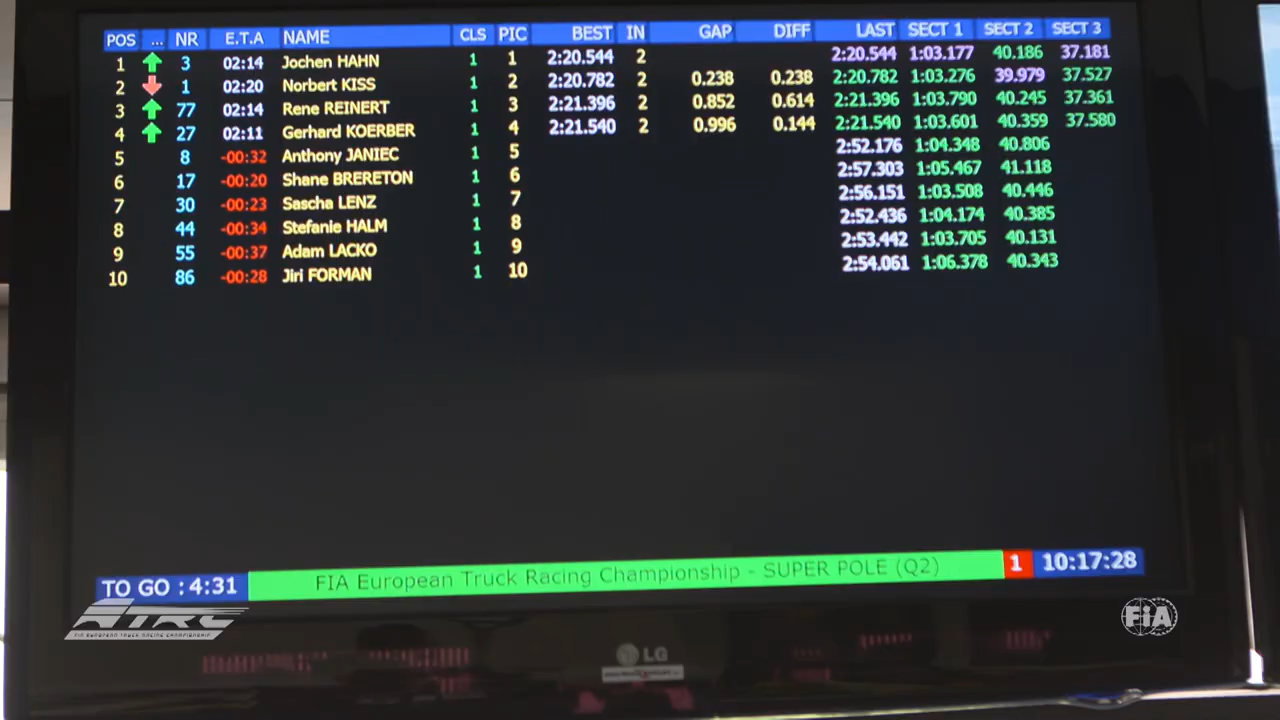 POS ... NR E.T.A NAME CLS PIC BEST IN GAP DIFF LAST SECT 1 SECT 2 SECT 3
1 3 02:14 Jochen HAHN 1 1 2:20.544 2 2:20.544 1:03.177 40.186 37.181
2 1 02:20 Norbert KISS 1 2 2:20.782 2 0.238 0.238 2:20.782 1:03.276 39.979 37.527
3 77 02:14 Rene REINERT 1 3 2:21.396 2 0.852 0.614 2:21.396 1:03.790 40.245 37.361
4 27 02:11 Gerhard KOERBER 1 4 2:21.540 2 0.996 0.144 2:21.540 1:03.601 40.359 37.580
5 8 -00:32 Anthony JANIEC 1 5 2:52.176 1:04.348 40.806
6 17 -00:20 Shane BRERETON 1 6 2:57.303 1:05.467 41.118
7 30 -00:23 Sascha LENZ 1 7 2:56.151 1:03.508 40.446
8 44 -00:34 Stefanie HALM 1 8 2:52.436 1:04.174 40.385
9 55 -00:37 Adam LACKO 1 9 2:53.442 1:03.705 40.131
10 86 -00:28 Jiri FORMAN 1 10 2:54.061 1:06.378 40.343
TO GO : 4:31 FIA European Truck Racing Championship - SUPER POLE (Q2) 1 10:17:28
ETRC
FIA EUROPEAN TRUCK RACING CHAMPIONSHIP
FIA
LG